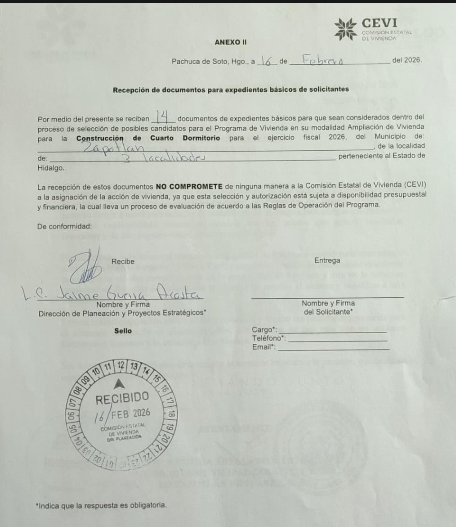 CEVI
COMISIÓN ESTATAL
DE VIVIENDA
ANEXO II
Pachuca de Soto, Hgo., a 16 de Febrero del 2026.
Recepción de documentos para expedientes básicos de solicitantes
Por medio del presente se reciben 14 documentos de expedientes básicos para que sean considerados dentro del
proceso de selección de posibles candidatos para el Programa de Vivienda en su modalidad Ampliación de Vivienda
para la Construcción de Cuarto Dormitorio para el ejercicio fiscal 2026, del Municipio de:
Zapotlán, de la localidad
de: 3 localidades perteneciente al Estado de
Hidalgo.
La recepción de estos documentos NO COMPROMETE de ninguna manera a la Comisión Estatal de Vivienda (CEVI)
a la asignación de la acción de vivienda, ya que esta selección y autorización está sujeta a disponibilidad presupuestal
y financiera, la cual lleva un proceso de evaluación de acuerdo a las Reglas de Operación del Programa.
De conformidad:
Recibe
Entrega
L.C. Jaime Acosta
Nombre y Firma
Dirección de Planeación y Proyectos Estratégicos*
Nombre y Firma
del Solicitante*
Sello
Cargo*:
Teléfono*:
Email*:
RECIBIDO
16/FEB 2026
COMISIÓN ESTATAL
DE VIVIENDA
DIR. PLANEACIÓN
*Indica que la respuesta es obligatoria.